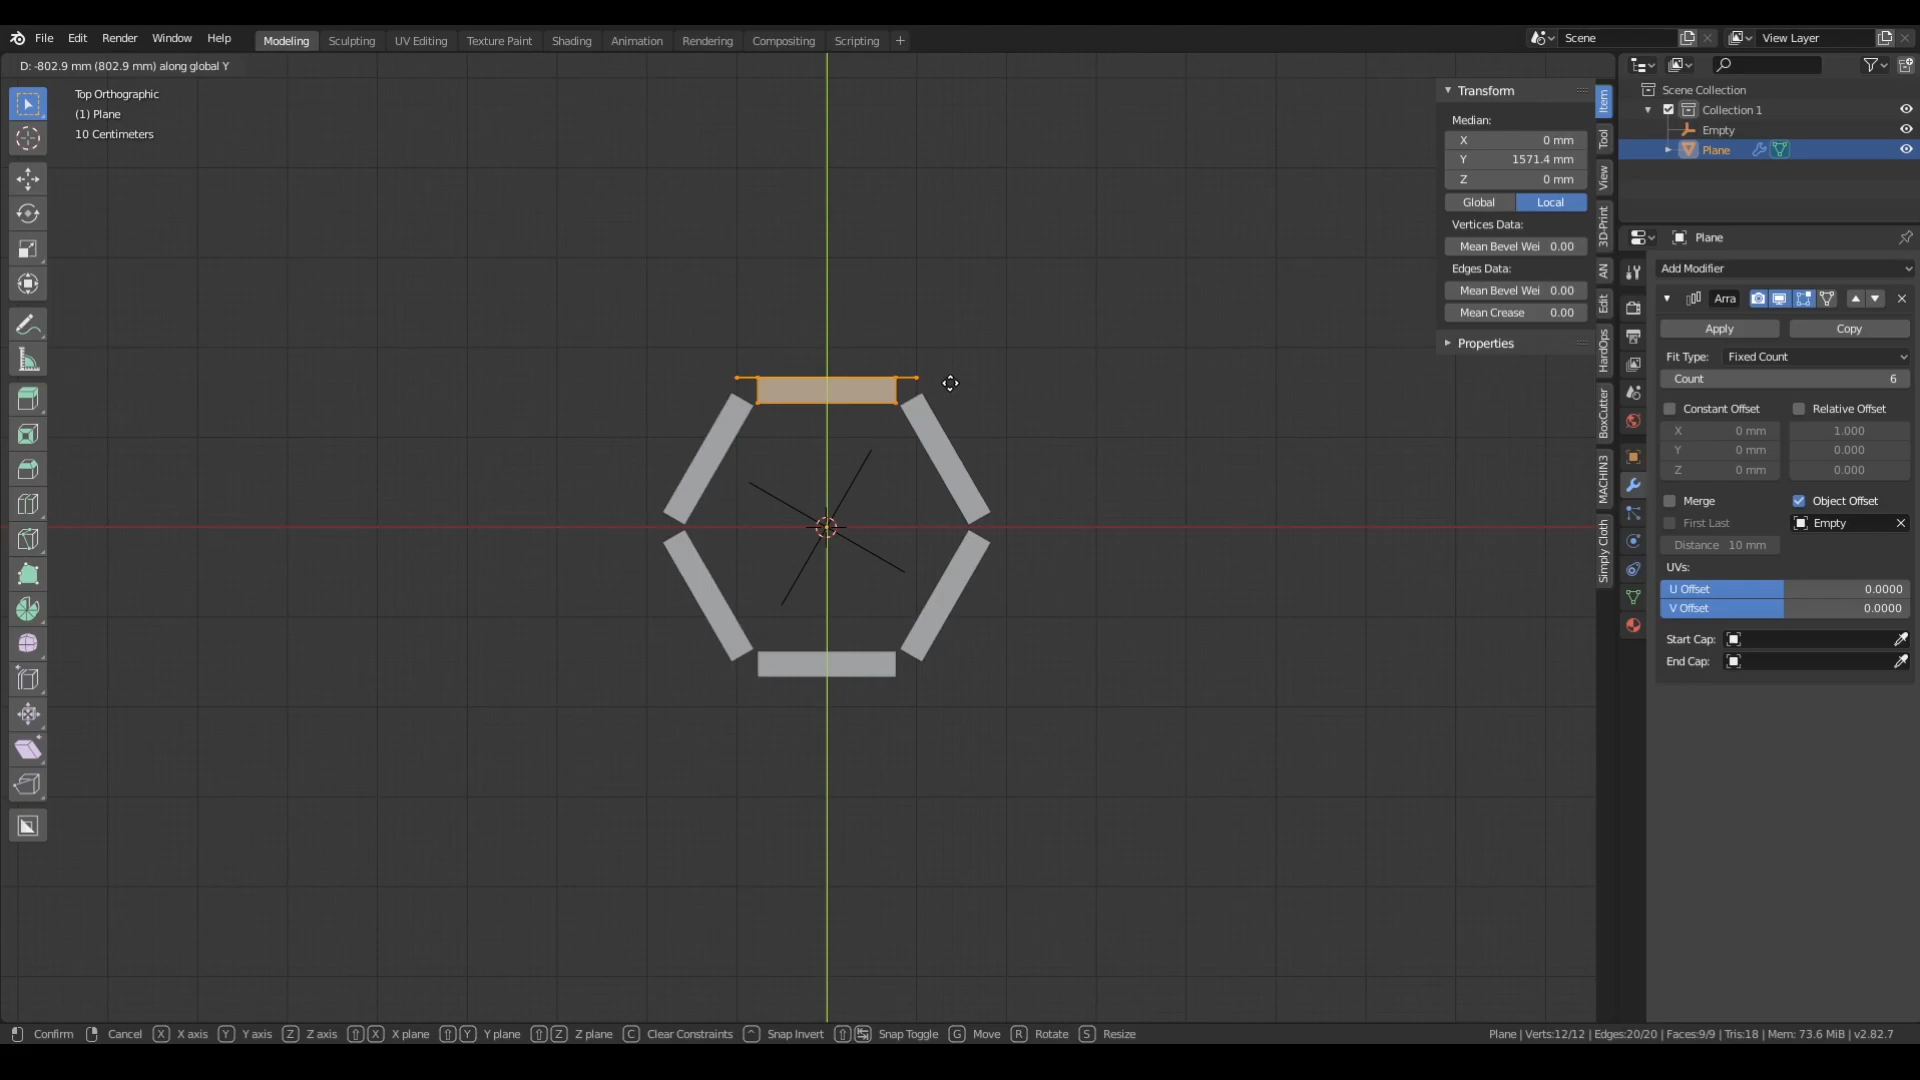 File Edit Render Window Help
Modeling Sculpting UV Editing Texture Paint Shading Animation Rendering Compositing Scripting +
Scene
View Layer
D: -802.9 mm (802.9 mm) along global Y
Top Orthographic
(1) Plane
10 Centimeters
Transform
Median:
X 0 mm
Y 1571.4 mm
Z 0 mm
Global Local
Vertices Data:
Mean Bevel Wei 0.00
Edges Data:
Mean Bevel Wei 0.00
Mean Crease 0.00
Properties
Item
Tool
View
3D-Print
AN
Edit
HardOps
BoxCutter
MACHIN3
Simply Cloth
Scene Collection
Collection 1
Empty
Plane
Plane
Add Modifier
Arra
Apply Copy
Fit Type: Fixed Count
Count 6
Constant Offset Relative Offset
X 0 mm 1.000
Y 0 mm 0.000
Z 0 mm 0.000
Merge Object Offset
First Last Empty
Distance 10 mm
UVs:
U Offset 0.0000
V Offset 0.0000
Start Cap:
End Cap:
Confirm Cancel X X axis Y Y axis Z Z axis X X plane Y Y plane Z Z plane C Clear Constraints ^ Snap Invert Snap Toggle G Move R Rotate S Resize
Plane | Verts:12/12 | Edges:20/20 | Faces:9/9 | Tris:18 | Mem: 73.6 MiB | v2.82.7